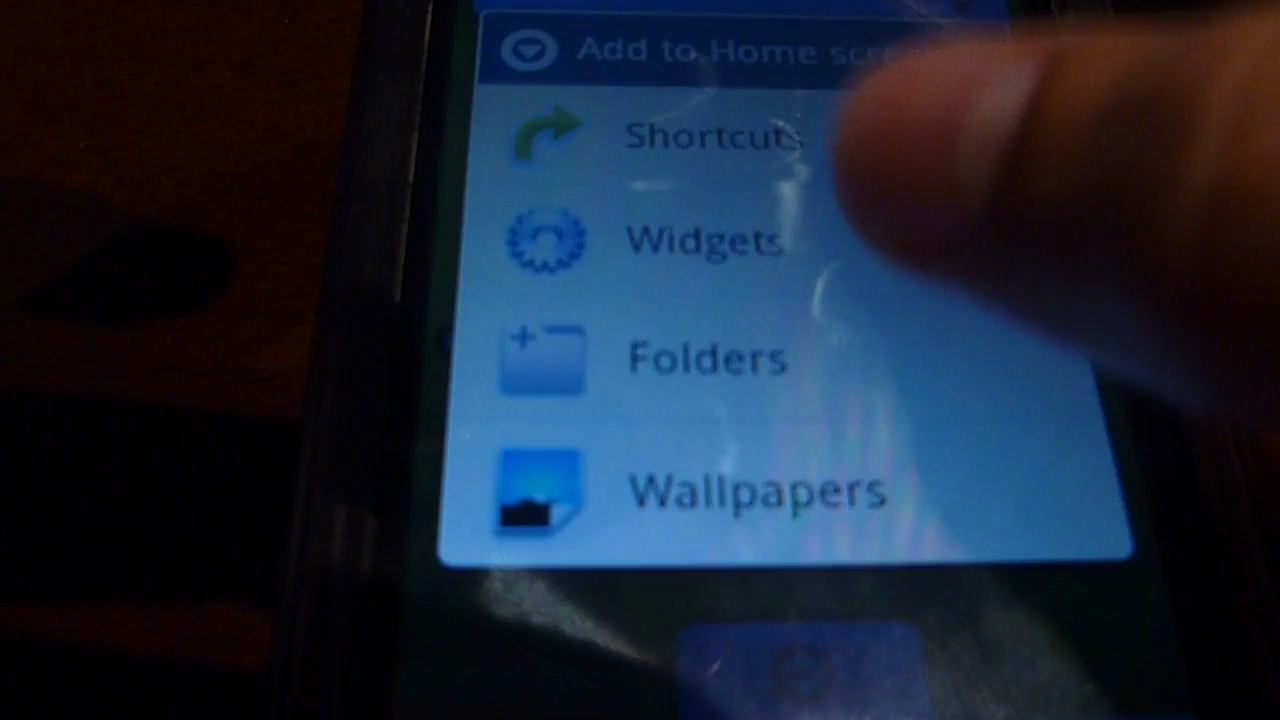 Add to Home
Shortcuts
Widgets
Folders
Wallpapers